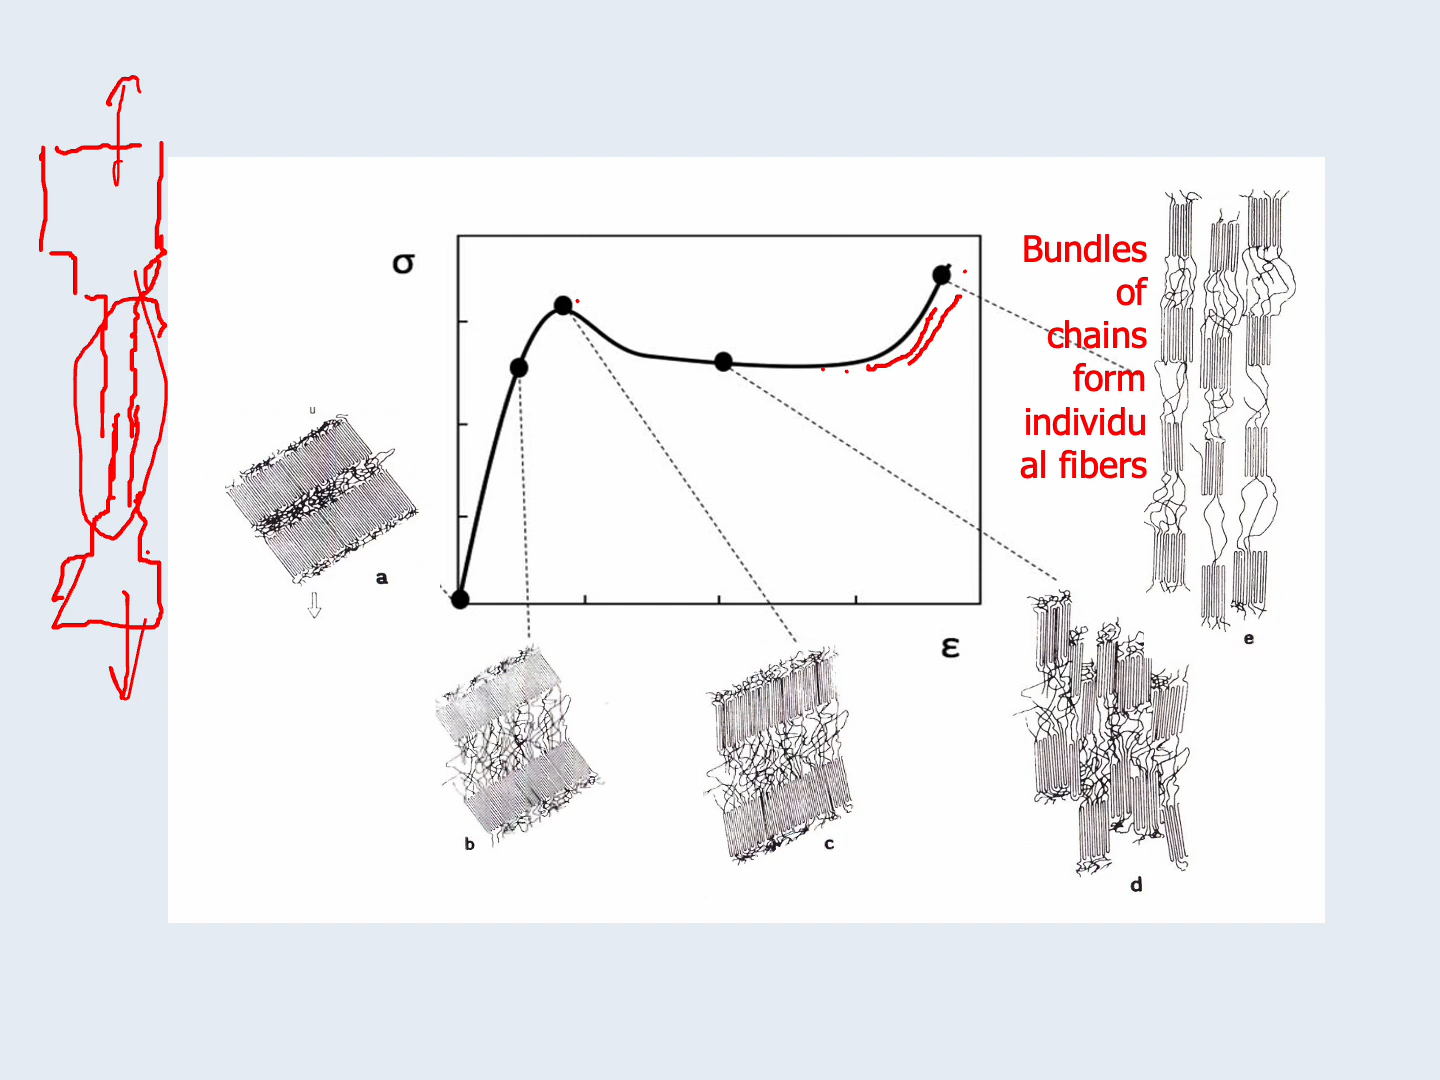 σ
Bundles
of
chains
form
individu
al fibers
u
a
ε
e
b
c
d